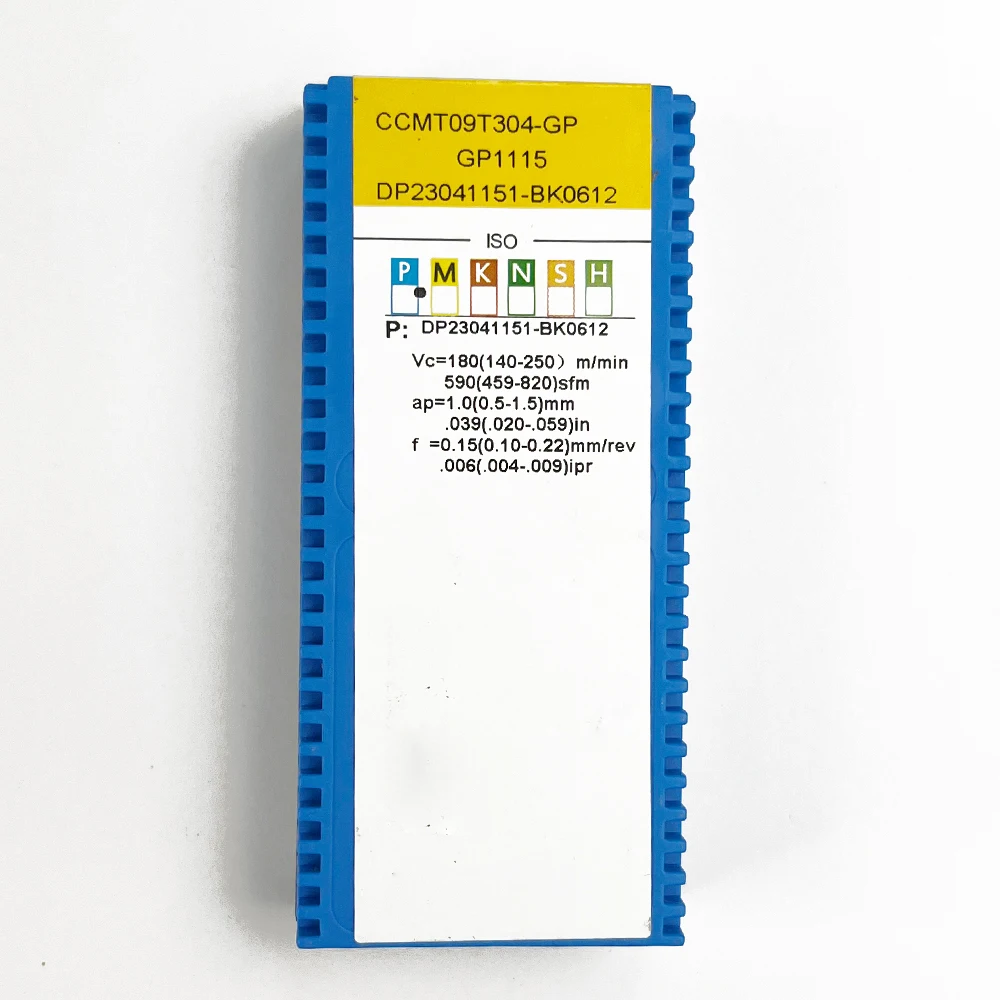 CCMT09T304-GP
GP1115
DP23041151-BK0612
ISO
P M K N S H
P: DP23041151-BK0612
Vc=180(140-250） m/min
590(459-820)sfm
ap=1.0(0.5-1.5)mm
.039(.020-.059)in
f =0.15(0.10-0.22)mm/rev
.006(.004-.009)ipr